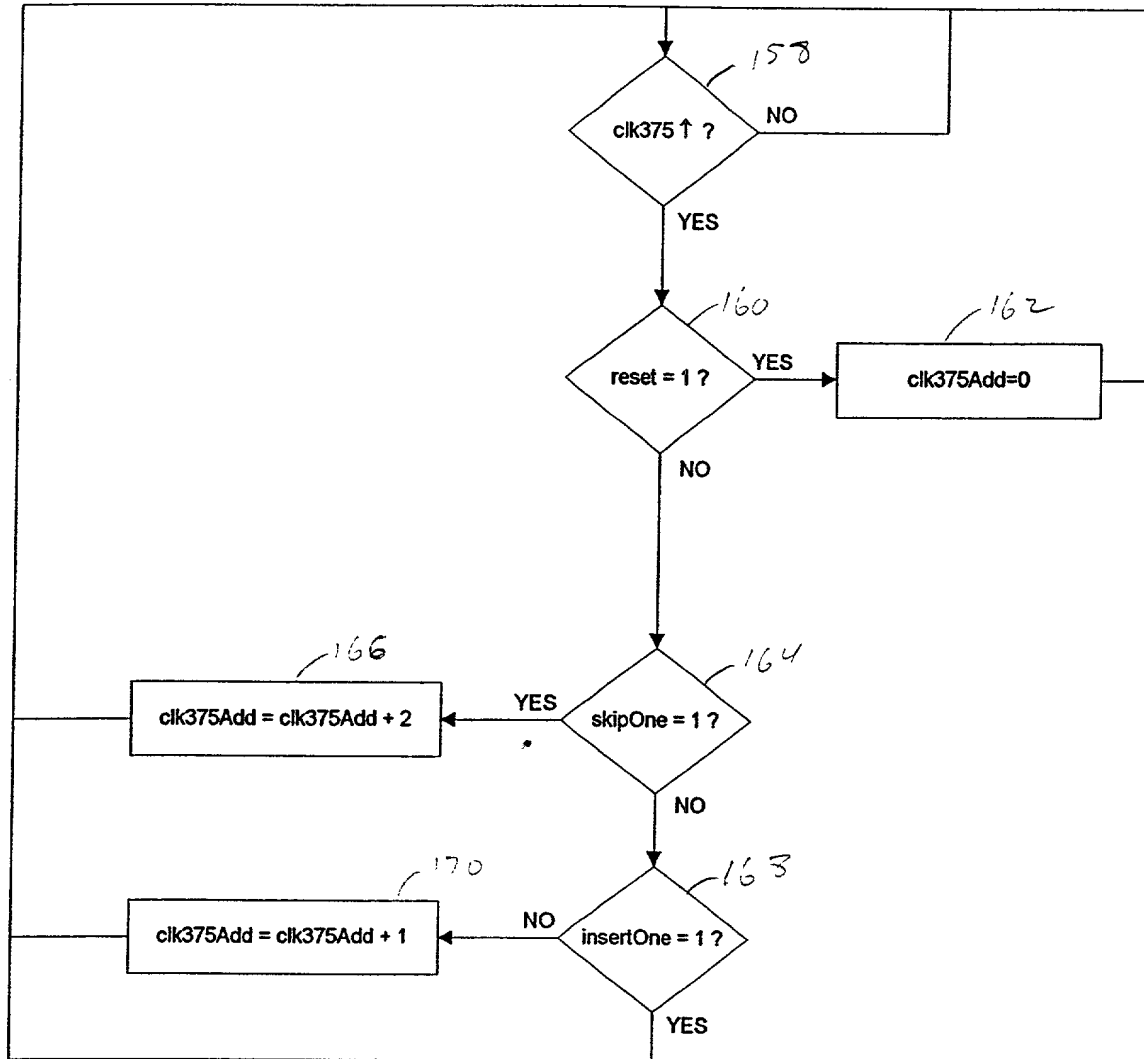 158
clk375 ↑ ?
NO
YES
160
162
reset = 1 ?
YES
clk375Add=0
NO
166
164
clk375Add = clk375Add + 2
YES
skipOne = 1 ?
NO
170
168
clk375Add = clk375Add + 1
NO
insertOne = 1 ?
YES